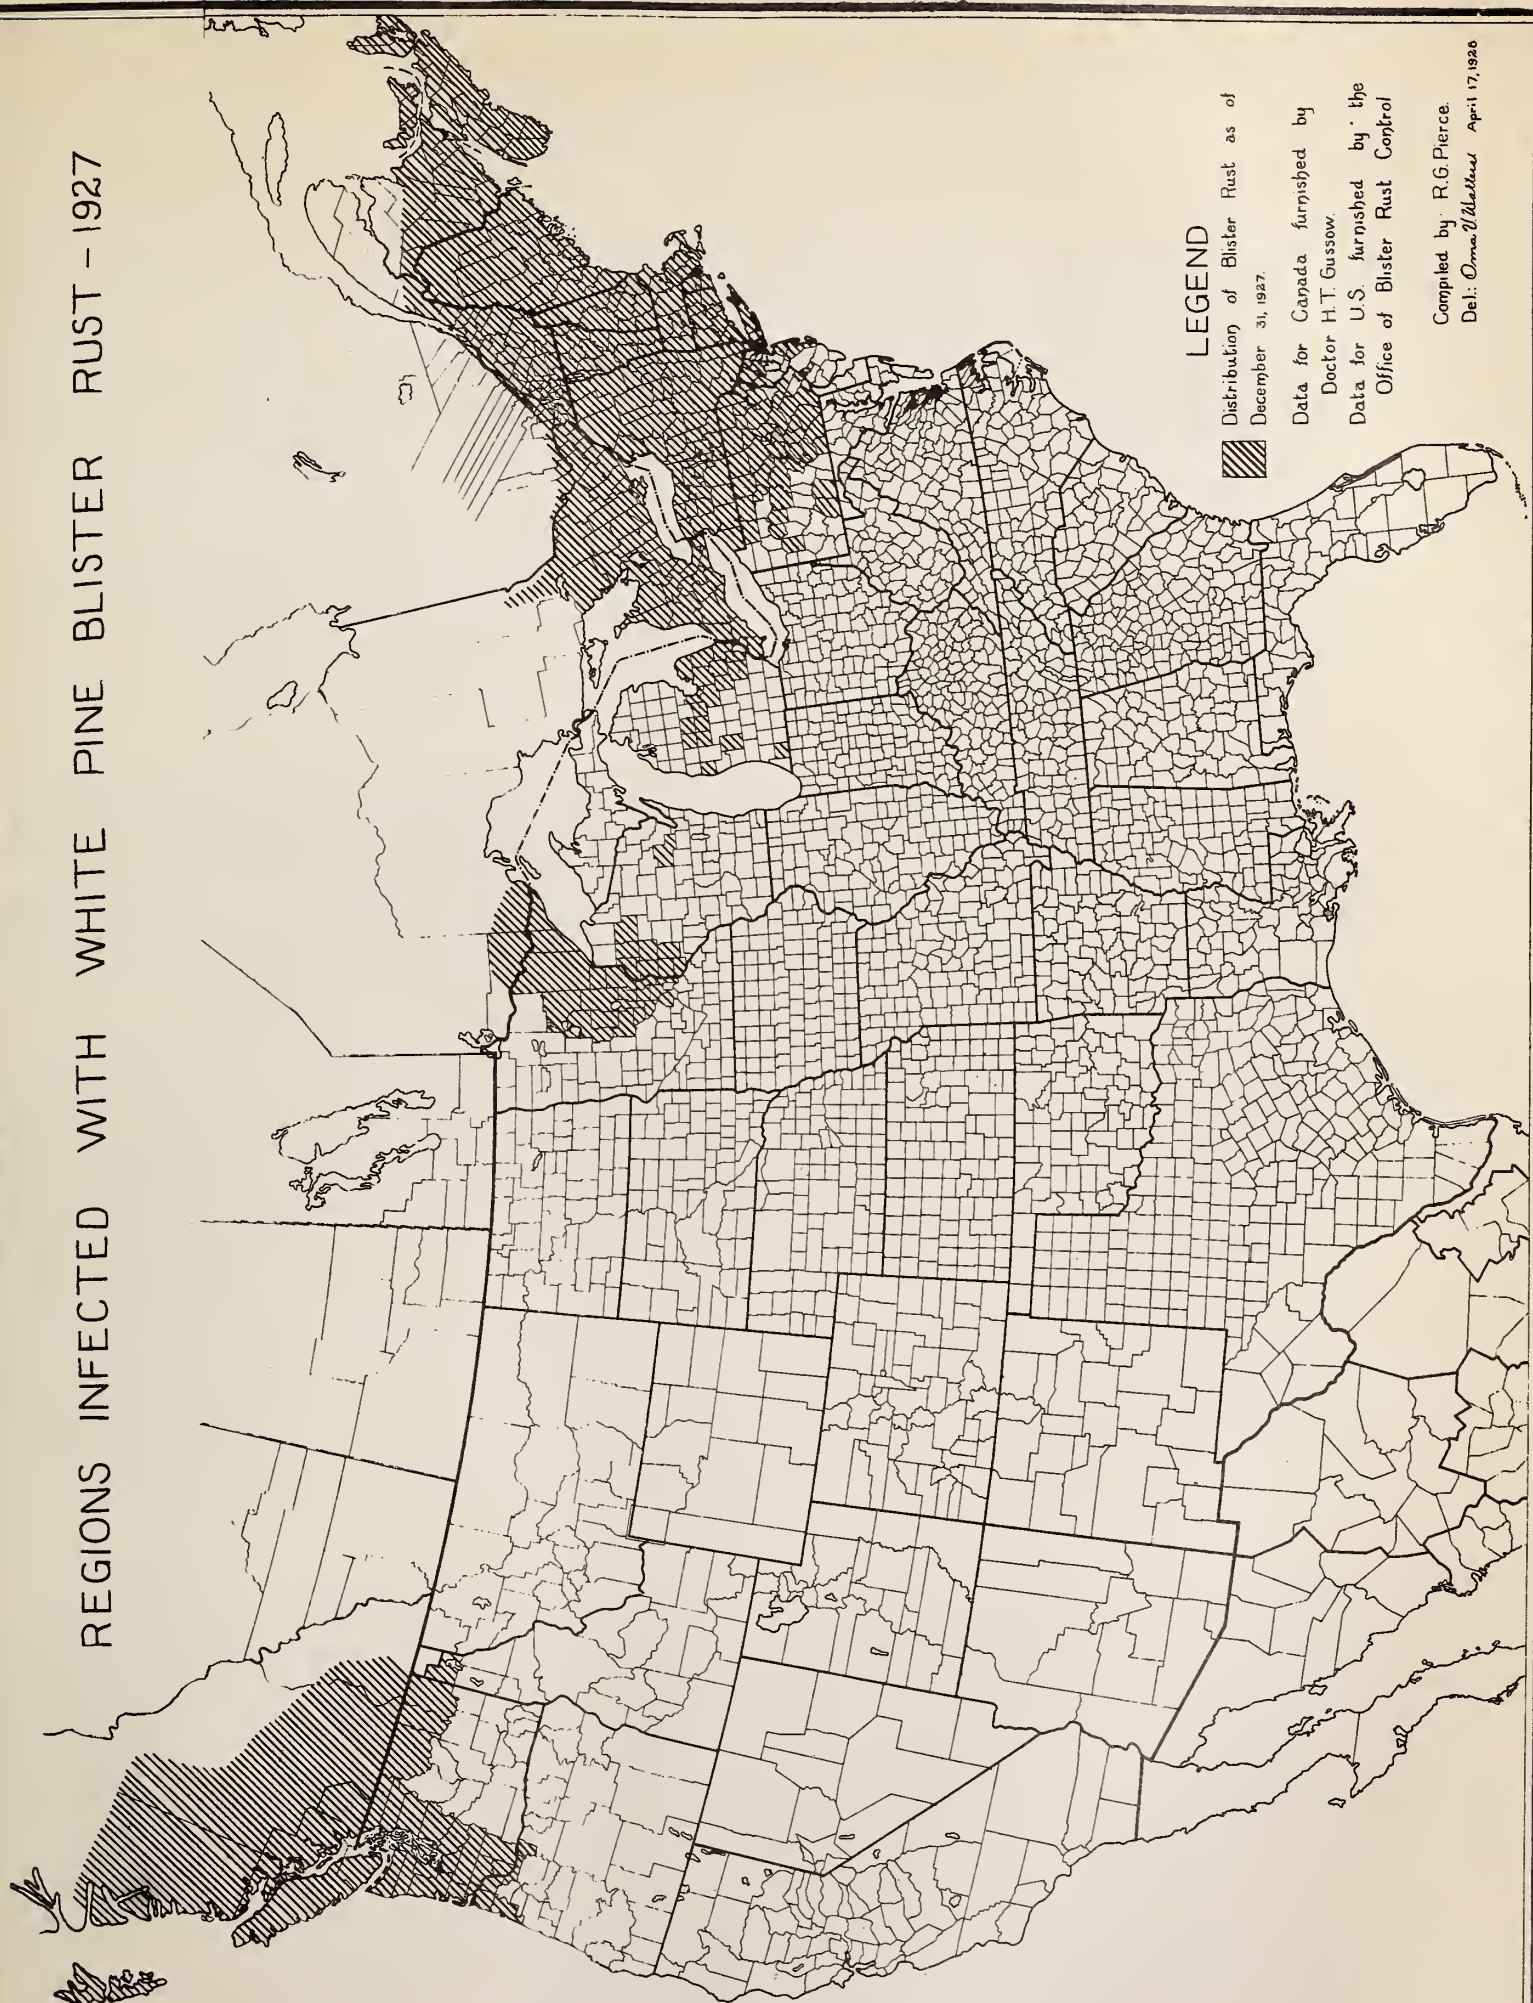 REGIONS INFECTED WITH WHITE PINE BLISTER RUST - 1927
LEGEND
Distribution of Blister Rust as of
December 31, 1927.
Data for Canada furnished by
Doctor H.T. Gussow.
Data for U.S. furnished by the
Office of Blister Rust Control
Compiled by R.G. Pierce.
Del.: April 17, 1928